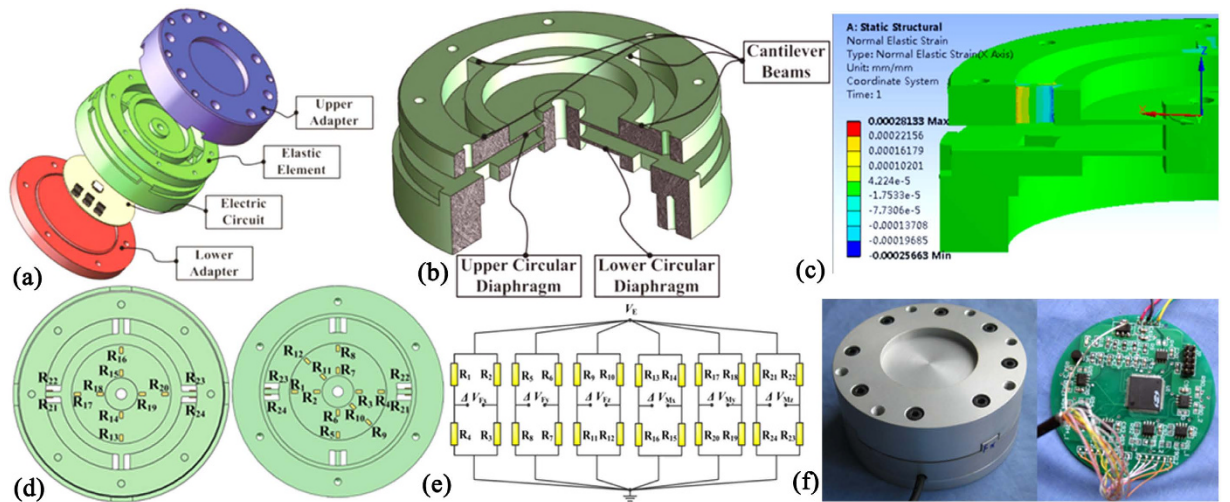 (a)
Upper
Adapter
Elastic
Element
Electric
Circuit
Lower
Adapter
(b)
Cantilever
Beams
Upper Circular
Diaphragm
Lower Circular
Diaphragm
(c)
A: Static Structural
Normal Elastic Strain
Type: Normal Elastic Strain(X Axis)
Unit: mm/mm
Coordinate System
Time: 1
0.00028133 Max
0.00022156
0.00016179
0.00010201
4.224e-5
-1.7533e-5
-7.7306e-5
-0.00013708
-0.00019685
-0.00025663 Min
Z
(d)
R16
R15
R22
R18
R20
R23
R21
R17
R19
R24
R14
R13
R12
R8
R11
R7
R23
R1
R22
R24
R2
R3
R4
R21
R6
R10
R5
R9
(e)
VE
R1 R2 R5 R6 R9 R10 R13 R14 R17 R18 R21 R22
ΔVFx ΔVFy ΔVFz ΔVMx ΔVMy ΔVMz
R4 R3 R8 R7 R11 R12 R16 R15 R20 R19 R24 R23
(f)